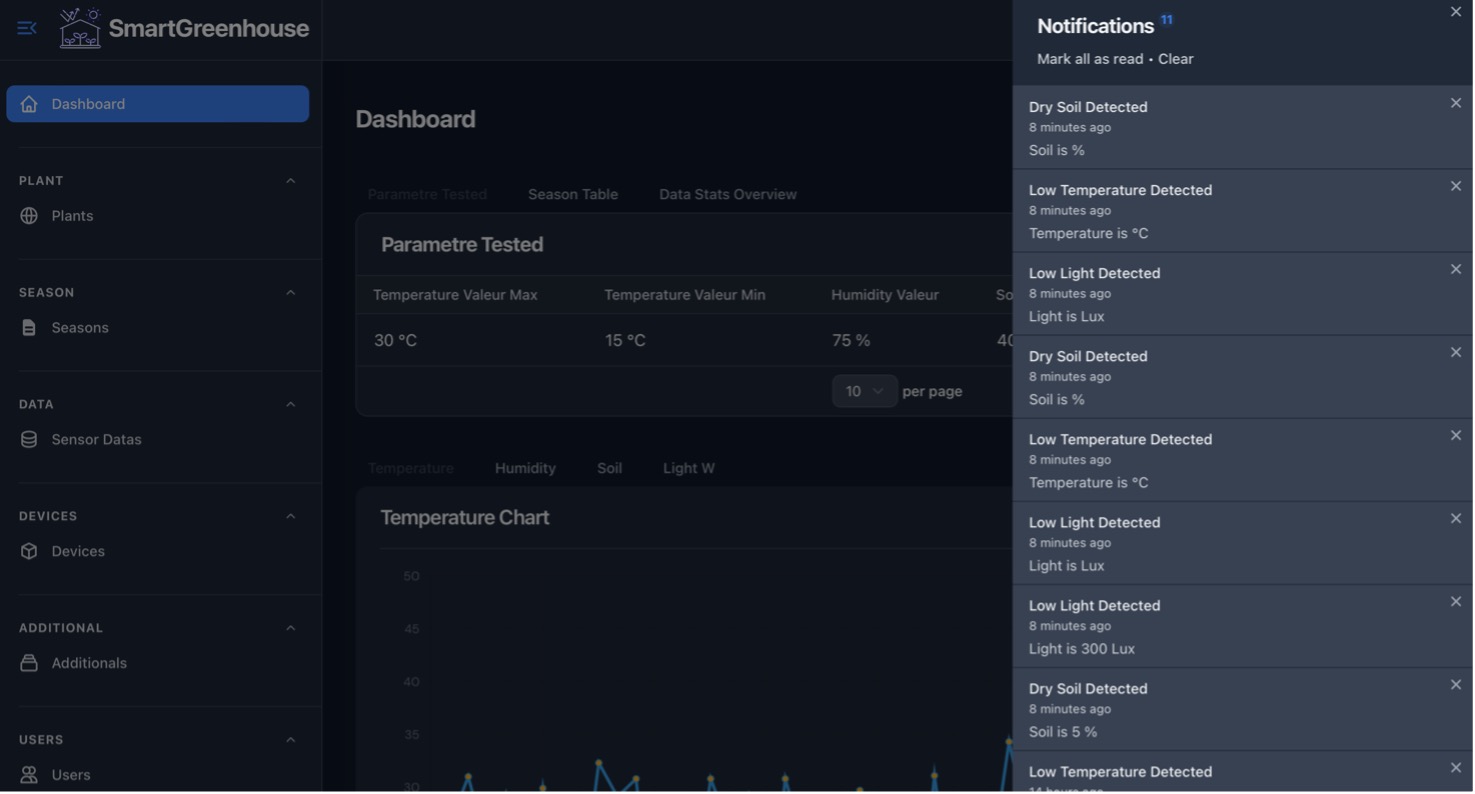 SmartGreenhouse
Dashboard
PLANT
Plants
SEASON
Seasons
DATA
Sensor Datas
DEVICES
Devices
ADDITIONAL
Additionals
USERS
Users
Dashboard
Parametre Tested Season Table Data Stats Overview
Parametre Tested
Temperature Valeur Max Temperature Valeur Min Humidity Valeur So
30 °C 15 °C 75 % 40
10 per page
Temperature Humidity Soil Light W
Temperature Chart
50
45
40
35
30
Notifications 11
Mark all as read • Clear
Dry Soil Detected
8 minutes ago
Soil is %
Low Temperature Detected
8 minutes ago
Temperature is °C
Low Light Detected
8 minutes ago
Light is Lux
Dry Soil Detected
8 minutes ago
Soil is %
Low Temperature Detected
8 minutes ago
Temperature is °C
Low Light Detected
8 minutes ago
Light is Lux
Low Light Detected
8 minutes ago
Light is 300 Lux
Dry Soil Detected
8 minutes ago
Soil is 5 %
Low Temperature Detected
14 hours ago